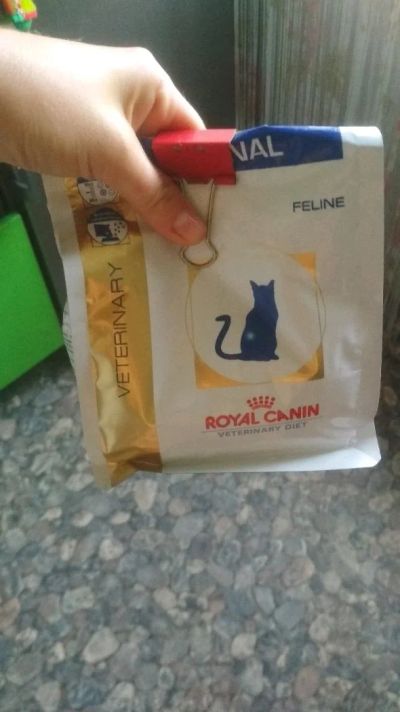 NAL
FELINE
VETERINARY
ROYAL CANIN
VETERINARY DIET